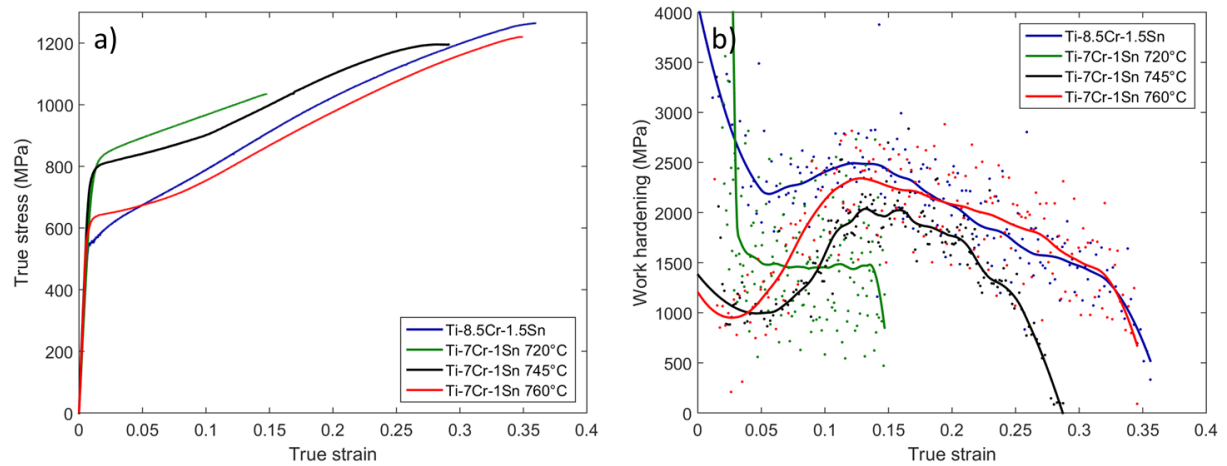 a)
True stress (MPa)
1200
1000
800
600
400
200
0
0
0.05
0.1
0.15
0.2
0.25
0.3
0.35
0.4
True strain
Ti-8.5Cr-1.5Sn
Ti-7Cr-1Sn 720°C
Ti-7Cr-1Sn 745°C
Ti-7Cr-1Sn 760°C
b)
Work hardening (MPa)
4000
3500
3000
2500
2000
1500
1000
500
0
0
0.05
0.1
0.15
0.2
0.25
0.3
0.35
0.4
True strain
Ti-8.5Cr-1.5Sn
Ti-7Cr-1Sn 720°C
Ti-7Cr-1Sn 745°C
Ti-7Cr-1Sn 760°C